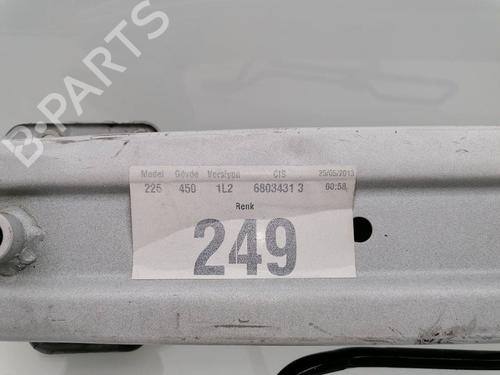 B-PARTS
Model Gövde Versiyon CIS 25/05/2013
225 450 1L2 6803431 3 00:58
Renk
249